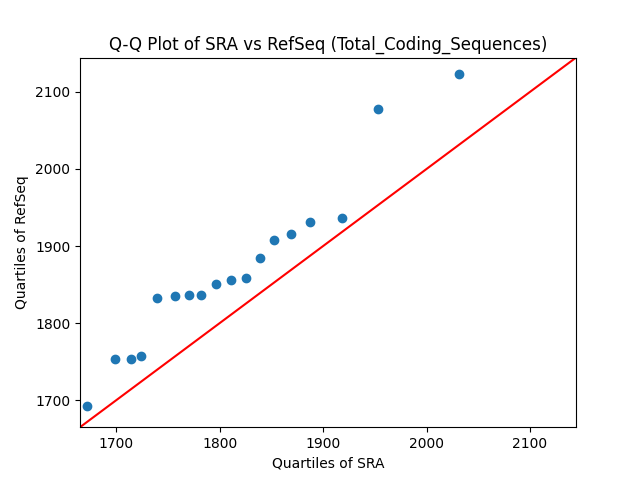 Q-Q Plot of SRA vs RefSeq (Total_Coding_Sequences)
2100
2000
1900
1800
1700
Quartiles of RefSeq
1700 1800 1900 2000 2100
Quartiles of SRA